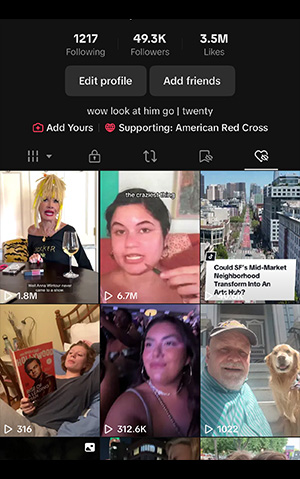 1217 49.3K 3.5M
Following Followers Likes
Edit profile Add friends
wow look at him go | twenty
Add Yours | Supporting: American Red Cross
the craziest thing
Well Anna Wintour never
came to a show.
Could SF's Mid-Market
Neighborhood
Transform Into An
Arts Hub?
1.8M 6.7M
316 312.6K 1022